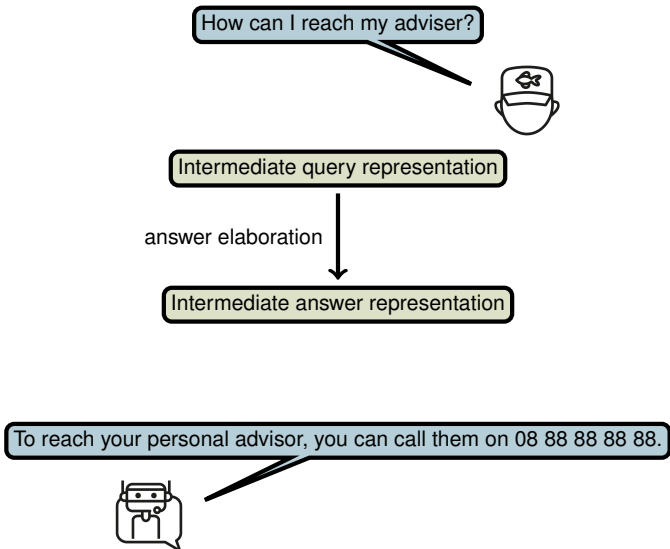 How can I reach my adviser?
Intermediate query representation
answer elaboration
Intermediate answer representation
To reach your personal advisor, you can call them on 08 88 88 88 88.